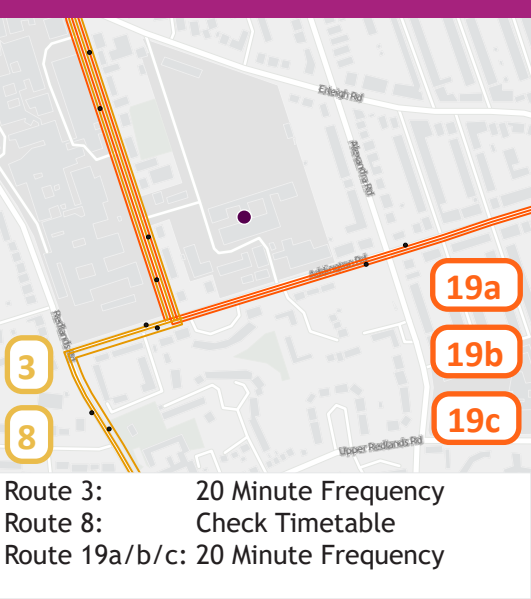 Erleigh Rd
Alexandra Rd
Addington Rd
19a
Redlands Rd
19b
3
19c
8
Upper Redlands Rd
Route 3: 20 Minute Frequency
Route 8: Check Timetable
Route 19a/b/c: 20 Minute Frequency